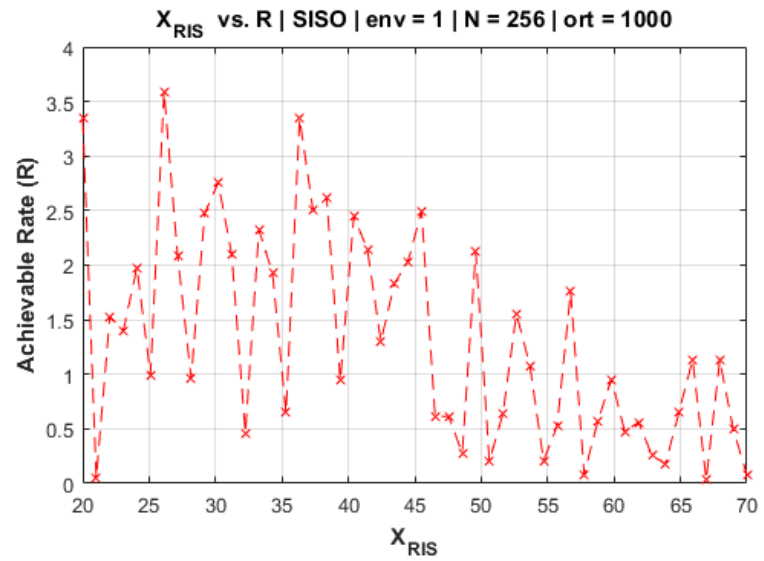 X_RIS vs. R | SISO | env = 1 | N = 256 | ort = 1000
Achievable Rate (R)
4
3.5
3
2.5
2
1.5
1
0.5
0
20 25 30 35 40 45 50 55 60 65 70
X_RIS